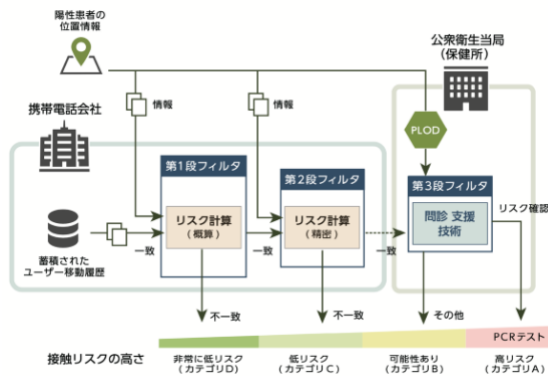 陽性患者の
位置情報
公衆衛生当局
(保健所)
携帯電話会社
情報
情報
PLOD
第1段フィルタ
第2段フィルタ
第3段フィルタ
リスク計算
(概算)
リスク計算
(精密)
問診 支援
技術
リスク確認
一致
一致
一致
蓄積された
ユーザー移動履歴
不一致
不一致
その他
PCRテスト
接触リスクの高さ
非常に低リスク
(カテゴリD)
低リスク
(カテゴリC)
可能性あり
(カテゴリB)
高リスク
(カテゴリA)